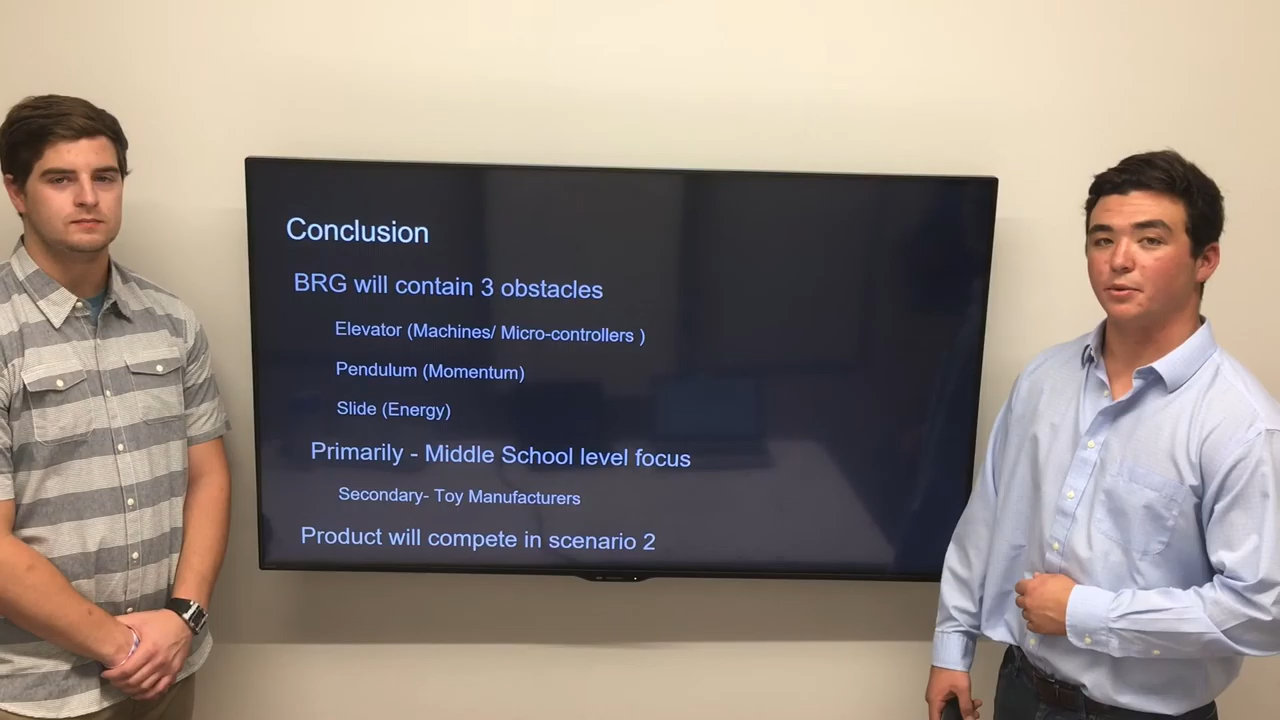 Conclusion
BRG will contain 3 obstacles
Elevator (Machines/ Micro-controllers )
Pendulum (Momentum)
Slide (Energy)
Primarily - Middle School level focus
Secondary- Toy Manufacturers
Product will compete in scenario 2